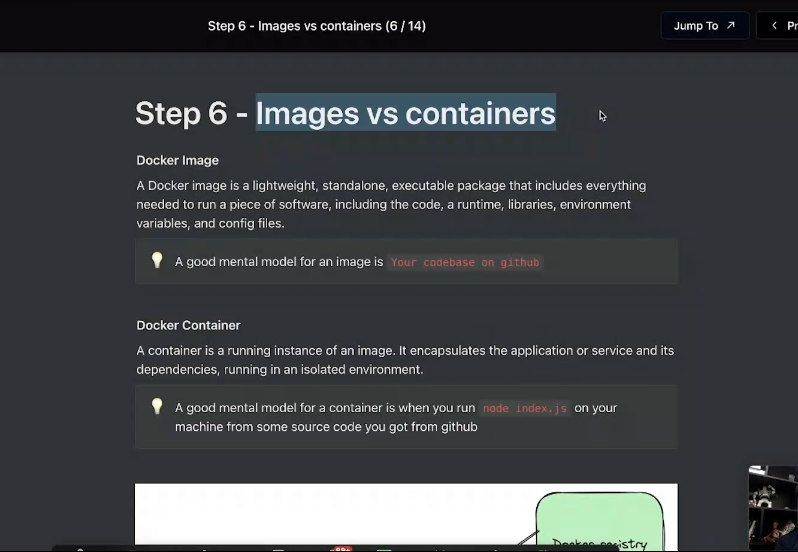 Step 6 - Images vs containers (6 / 14)
Jump To
Step 6 - Images vs containers
Docker Image
A Docker image is a lightweight, standalone, executable package that includes everything
needed to run a piece of software, including the code, a runtime, libraries, environment
variables, and config files.
A good mental model for an image is Your codebase on github
Docker Container
A container is a running instance of an image. It encapsulates the application or service and its
dependencies, running in an isolated environment.
A good mental model for a container is when you run node index.js on your
machine from some source code you got from github
Docker registry